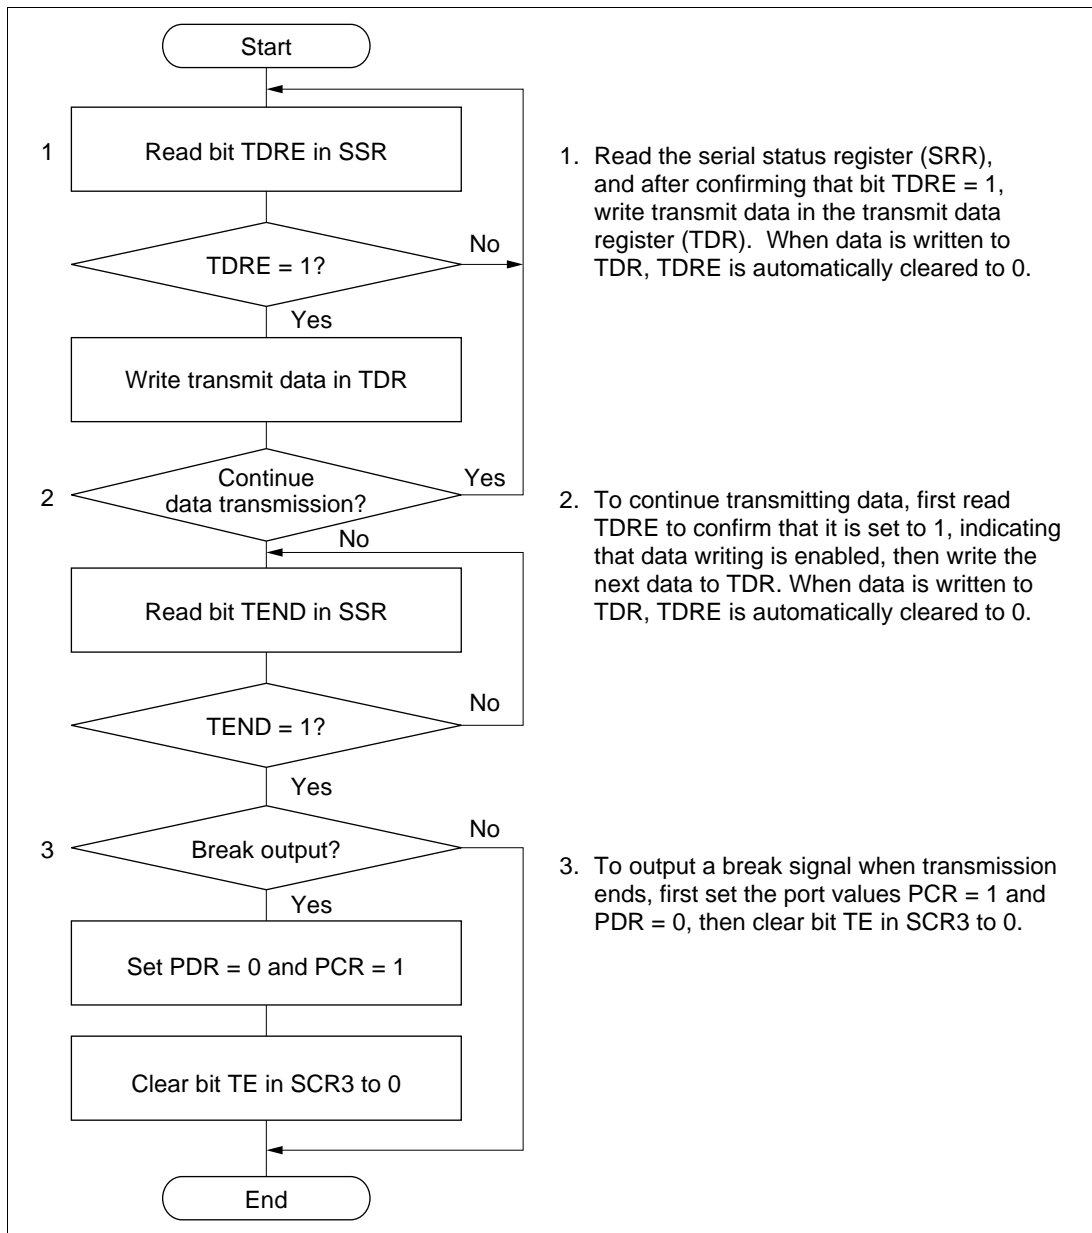 Start
1
Read bit TDRE in SSR
1. Read the serial status register (SRR),
and after confirming that bit TDRE = 1,
write transmit data in the transmit data
register (TDR). When data is written to
TDR, TDRE is automatically cleared to 0.
TDRE = 1?
No
Yes
Write transmit data in TDR
2
Continue
data transmission?
Yes
No
2. To continue transmitting data, first read
TDRE to confirm that it is set to 1, indicating
that data writing is enabled, then write the
next data to TDR. When data is written to
TDR, TDRE is automatically cleared to 0.
Read bit TEND in SSR
TEND = 1?
No
Yes
3
Break output?
No
Yes
3. To output a break signal when transmission
ends, first set the port values PCR = 1 and
PDR = 0, then clear bit TE in SCR3 to 0.
Set PDR = 0 and PCR = 1
Clear bit TE in SCR3 to 0
End